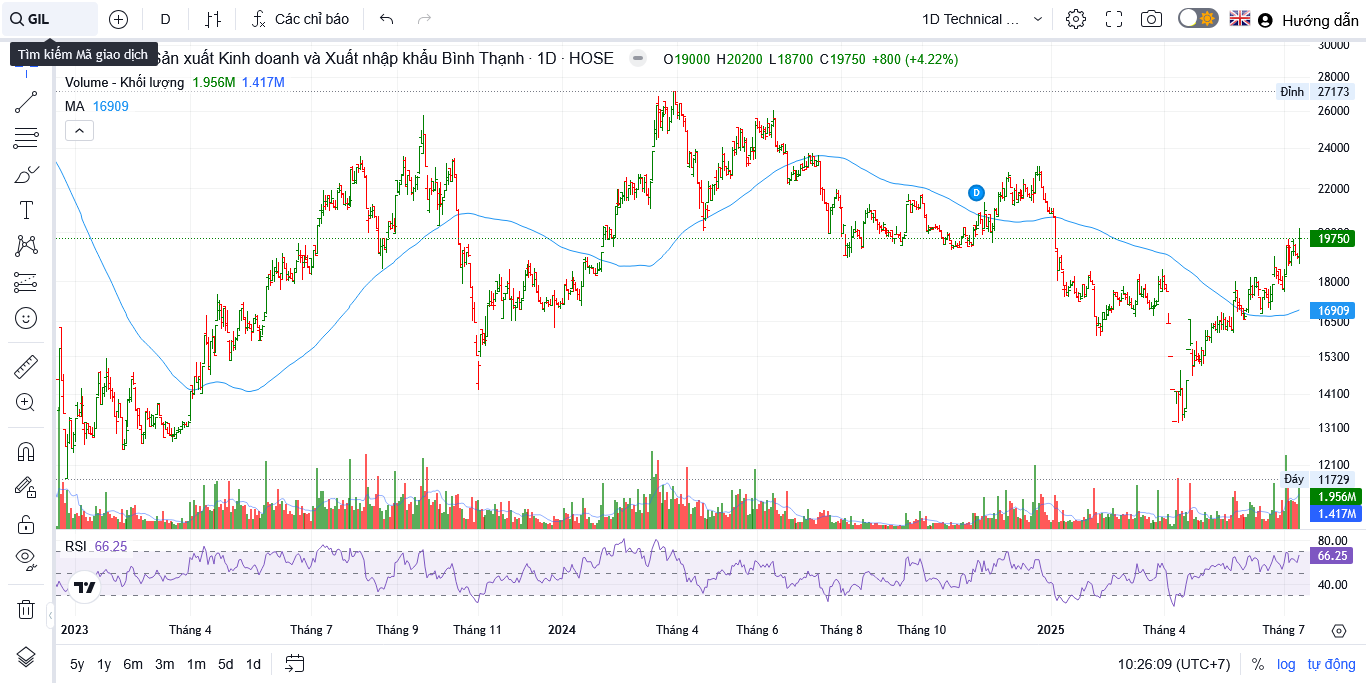 GIL
D
Các chỉ báo
1D Technical ...
Hướng dẫn
Tìm kiếm Mã giao dịch
Sản xuất Kinh doanh và Xuất nhập khẩu Bình Thạnh · 1D · HOSE
O19000 H20200 L18700 C19750 +800 (+4.22%)
Volume - Khối lượng 1.956M 1.417M
MA 16909
30000
28000
Đỉnh 27173
26000
24000
22000
D
19750
18000
16909
16500
15300
14100
13100
12100
Đáy 11729
1.956M
1.417M
RSI 66.25
80.00
66.25
40.00
2023 Tháng 4 Tháng 7 Tháng 9 Tháng 11 2024 Tháng 4 Tháng 6 Tháng 8 Tháng 10 2025 Tháng 4 Tháng 7
5y 1y 6m 3m 1m 5d 1d
10:26:09 (UTC+7) % log tự động